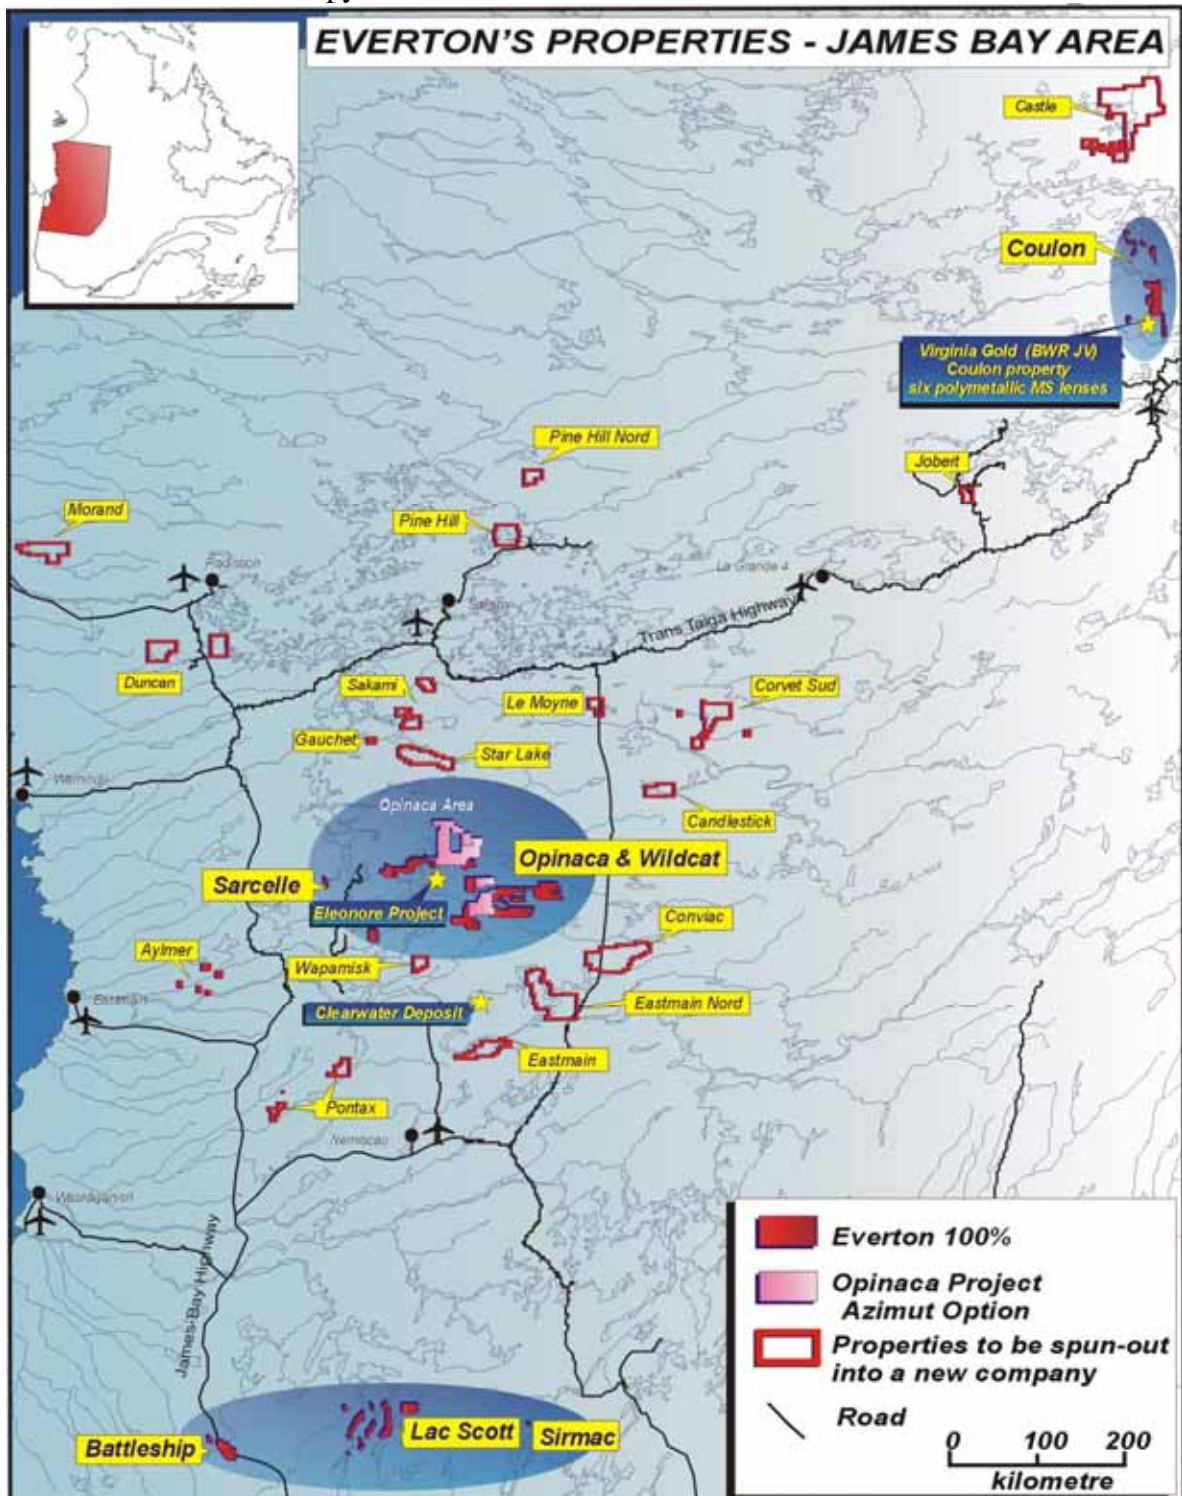 EVERTON'S PROPERTIES - JAMES BAY AREA
Castle
Coulon
Virginia Gold (BWR JV)
Coulon property
six polymetallic MS lenses
Pine Hill Nord
Jobert
Morand
Pine Hill
Radisson
La Grande 4
Trans Taiga Highway
Duncan
Sakami
Le Moyne
Corvet Sud
Gauchet
Star Lake
Wemindji
Candlestick
Opinaca Area
Opinaca & Wildcat
Sarcelle
Eleonore Project
Conviac
Aylmer
Wapamisk
Eastmain
Clearwater Deposit
Eastmain Nord
Eastmain
Pontax
Nemiscau
Waskaganish
James-Bay Highway
Everton 100%
Opinaca Project
Azimut Option
Properties to be spun-out
into a new company
Road
0 100 200
kilometre
Lac Scott
Sirmac
Battleship